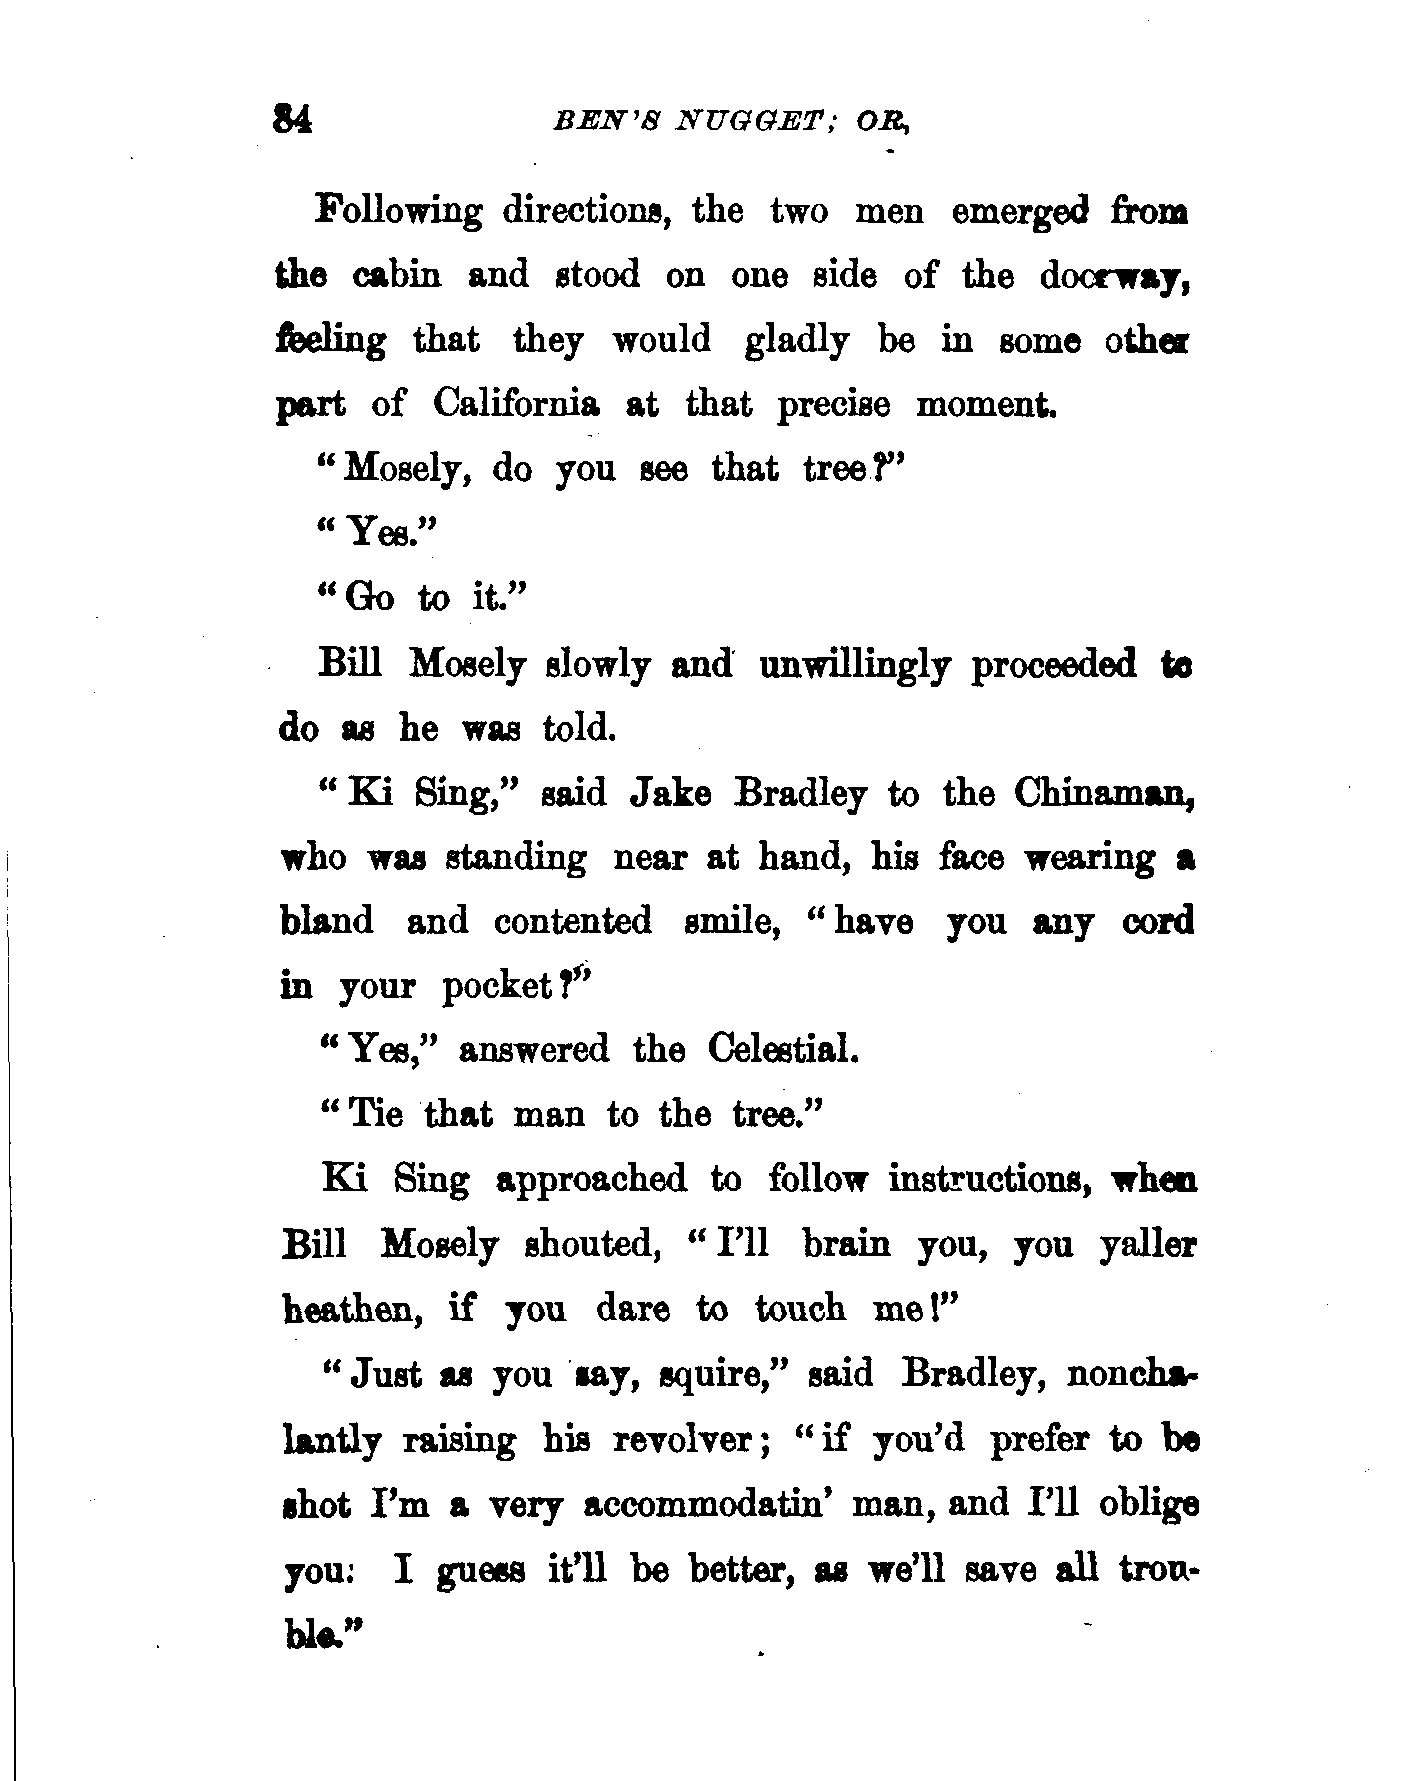 84 BEN'S NUGGET; OR,
Following directions, the two men emerged from
the cabin and stood on one side of the doorway,
feeling that they would gladly be in some other
part of California at that precise moment.
"Mosely, do you see that tree?"
"Yes."
"Go to it."
Bill Mosely slowly and unwillingly proceeded to
do as he was told.
"Ki Sing," said Jake Bradley to the Chinaman,
who was standing near at hand, his face wearing a
bland and contented smile, "have you any cord
in your pocket?"
"Yes," answered the Celestial.
"Tie that man to the tree."
Ki Sing approached to follow instructions, when
Bill Mosely shouted, "I'll brain you, you yaller
heathen, if you dare to touch me!"
"Just as you say, squire," said Bradley, noncha-
lantly raising his revolver; "if you'd prefer to be
shot I'm a very accommodatin' man, and I'll oblige
you: I guess it'll be better, as we'll save all trou-
ble."